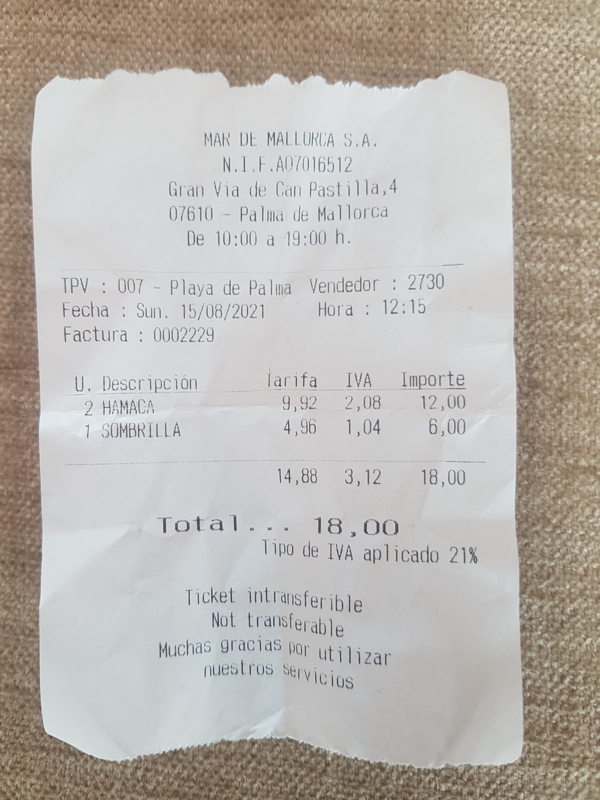 MAR DE MALLORCA S.A.
N.I.F.A07016512
Gran Via de Can Pastilla,4
07610 - Palma de Mallorca
De 10:00 a 19:00 h.
TPV : 007 - Playa de Palma Vendedor : 2730
Fecha : Sun. 15/08/2021 Hora : 12:15
Factura : 0002229
U. Descripción Tarifa IVA Importe
2 HAMACA 9,92 2,08 12,00
1 SOMBRILLA 4,96 1,04 6,00
14,88 3,12 18,00
Total... 18,00
Tipo de IVA aplicado 21%
Ticket intransferible
Not transferable
Muchas gracias por utilizar
nuestros servicios